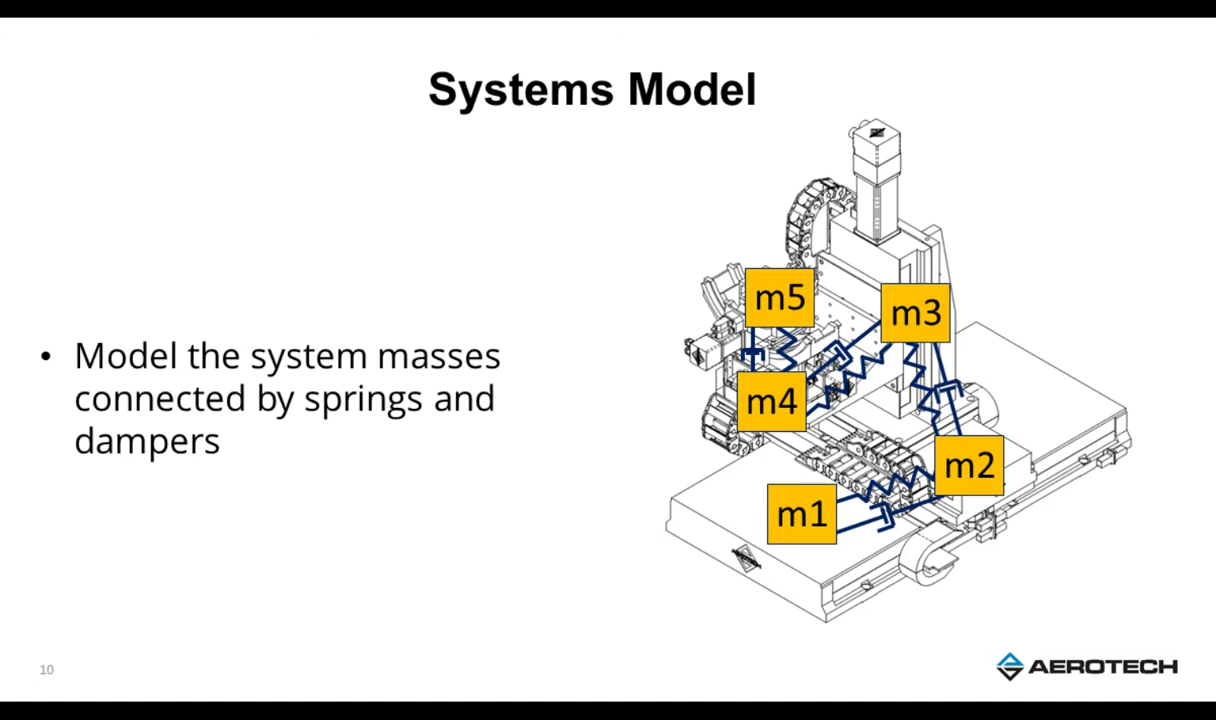 Systems Model
m5
m3
• Model the system masses
connected by springs and
dampers
m4
m2
m1
10
AEROTECH